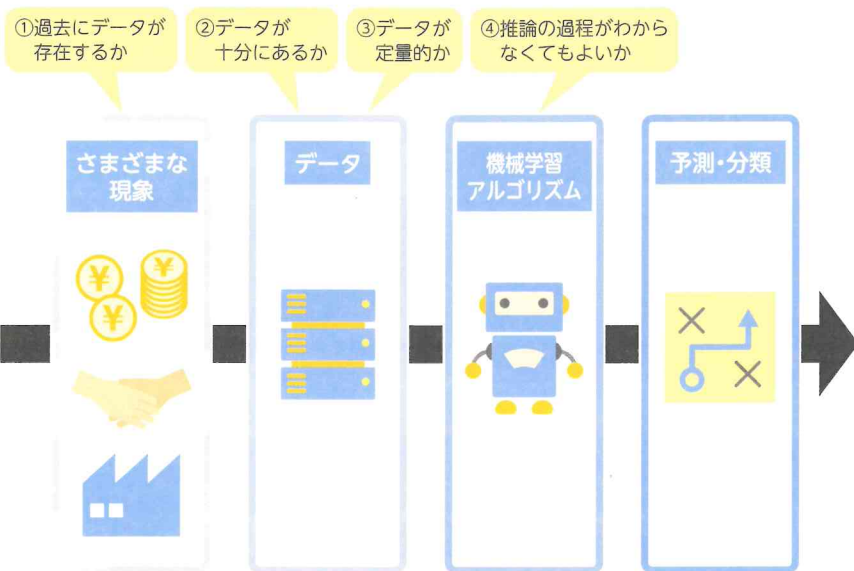 ①過去にデータが
存在するか
②データが
十分にあるか
③データが
定量的か
④推論の過程がわから
なくてもよいか
さまざまな
現象
データ
機械学習
アルゴリズム
予測・分類
¥
¥
¥